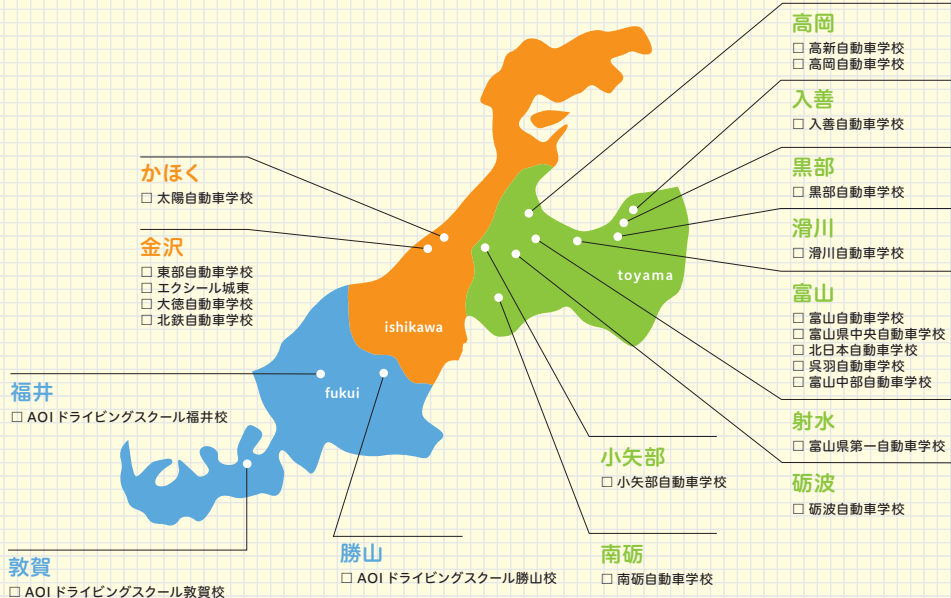 高岡
□ 高新自動車学校
□ 高岡自動車学校
入善
□ 入善自動車学校
黒部
□ 黒部自動車学校
滑川
□ 滑川自動車学校
富山
□ 富山自動車学校
□ 富山県中央自動車学校
□ 北日本自動車学校
□ 呉羽自動車学校
□ 富山中部自動車学校
射水
□ 富山県第一自動車学校
砺波
□ 砺波自動車学校
かほく
□ 太陽自動車学校
金沢
□ 東部自動車学校
□ エクシール城東
□ 大徳自動車学校
□ 北鉄自動車学校
toyama
ishikawa
fukui
福井
□ AOIドライビングスクール福井校
小矢部
□ 小矢部自動車学校
敦賀
□ AOIドライビングスクール敦賀校
勝山
□ AOIドライビングスクール勝山校
南砺
□ 南砺自動車学校